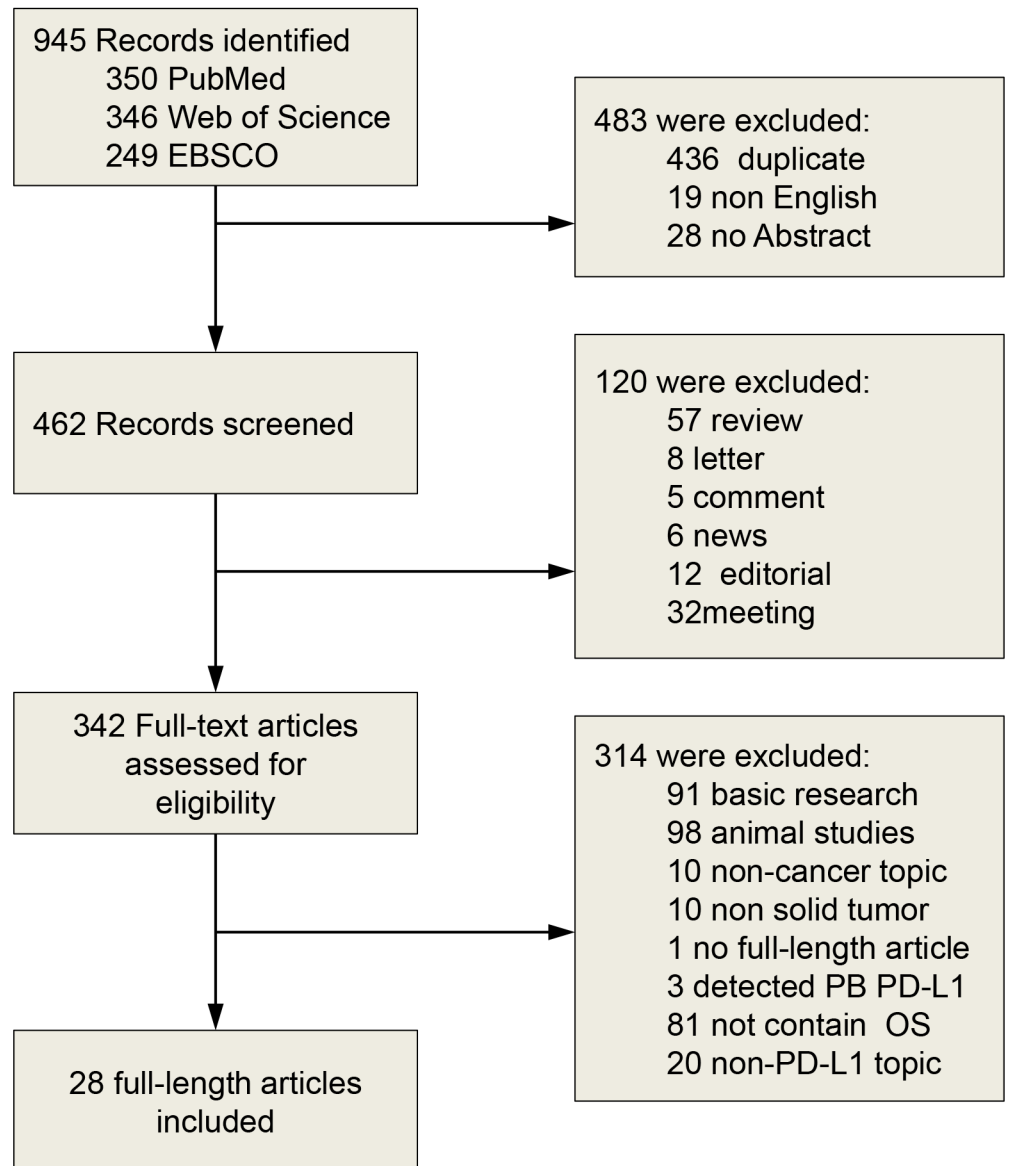 945 Records identified
350 PubMed
346 Web of Science
249 EBSCO
483 were excluded:
436 duplicate
19 non English
28 no Abstract
462 Records screened
120 were excluded:
57 review
8 letter
5 comment
6 news
12 editorial
32meeting
342 Full-text articles
assessed for
eligibility
314 were excluded:
91 basic research
98 animal studies
10 non-cancer topic
10 non solid tumor
1 no full-length article
3 detected PB PD-L1
81 not contain OS
20 non-PD-L1 topic
28 full-length articles
included